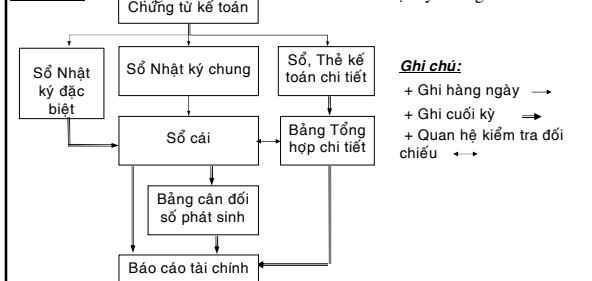 Chứng từ kế toán
Sổ Nhật
ký đặc
biệt
Sổ Nhật ký chung
Sổ, Thẻ kế
toán chi tiết
Sổ cái
Bảng Tổng
hợp chi tiết
Bảng cân đối
số phát sinh
Báo cáo tài chính
Ghi chú:
+ Ghi hàng ngày
+ Ghi cuối kỳ
+ Quan hệ kiểm tra đối
chiếu